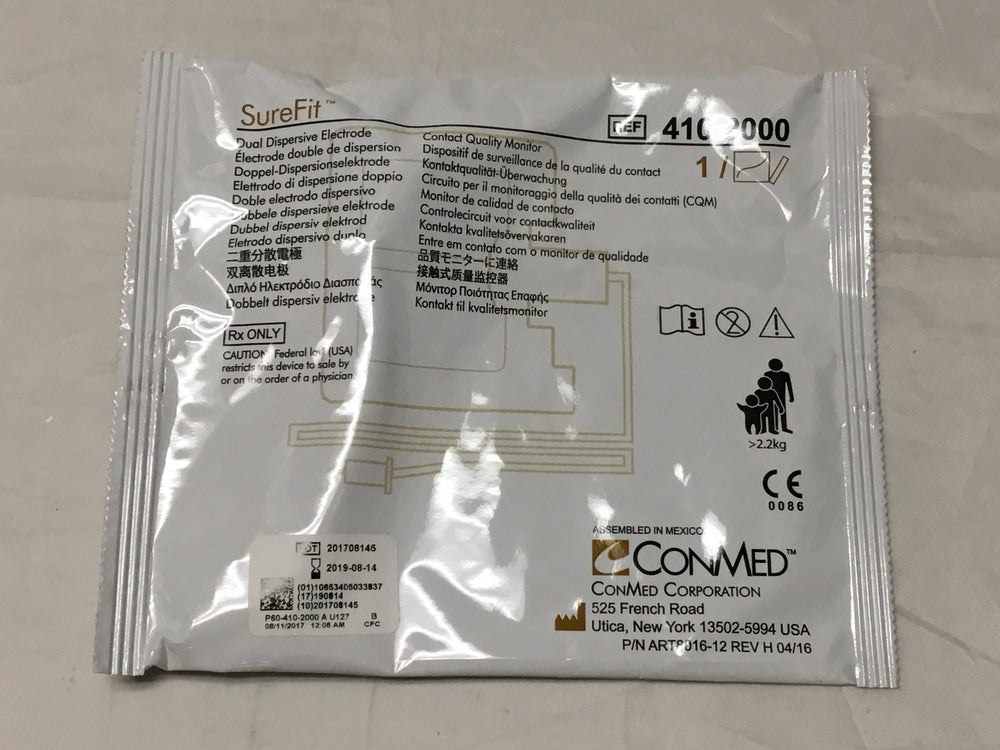 SureFit™
REF 410-2000
1 /
Dual Dispersive Electrode
Électrode double de dispersion
Doppel-Dispersionselektrode
Elettrodo di dispersione doppio
Doble electrodo dispersivo
Dubbele dispersieve elektrode
Dubbel dispersiv elektrod
Eletrodo dispersivo duplo
二重分散電極
双离散电极
Διπλό Ηλεκτρόδιο Διασποράς
Dobbelt dispersiv elektrode
Contact Quality Monitor
Dispositif de surveillance de la qualité du contact
Kontaktqualität-Überwachung
Circuito per il monitoraggio della qualità dei contatti (CQM)
Monitor de calidad de contacto
Controlecircuit voor contactkwaliteit
Kontakta kvalitetsövervakaren
Entre em contato com o monitor de qualidade
品質モニターに連絡
接触式质量监控器
Μόνιτορ Ποιότητας Επαφής
Kontakt til kvalitetsmonitor
Rx ONLY
CAUTION: Federal law (USA)
restricts this device to sale by
or on the order of a physician.
2
>2.2kg
CE
0086
LOT 201708145
2019-08-14
(01)10653405033837
(17)190814
(10)201708145
P60-410-2000 A U127 B
08/11/2017 12:06 AM CPC
ASSEMBLED IN MEXICO
CONMED™
CONMED CORPORATION
525 French Road
Utica, New York 13502-5994 USA
P/N ART8016-12 REV H 04/16